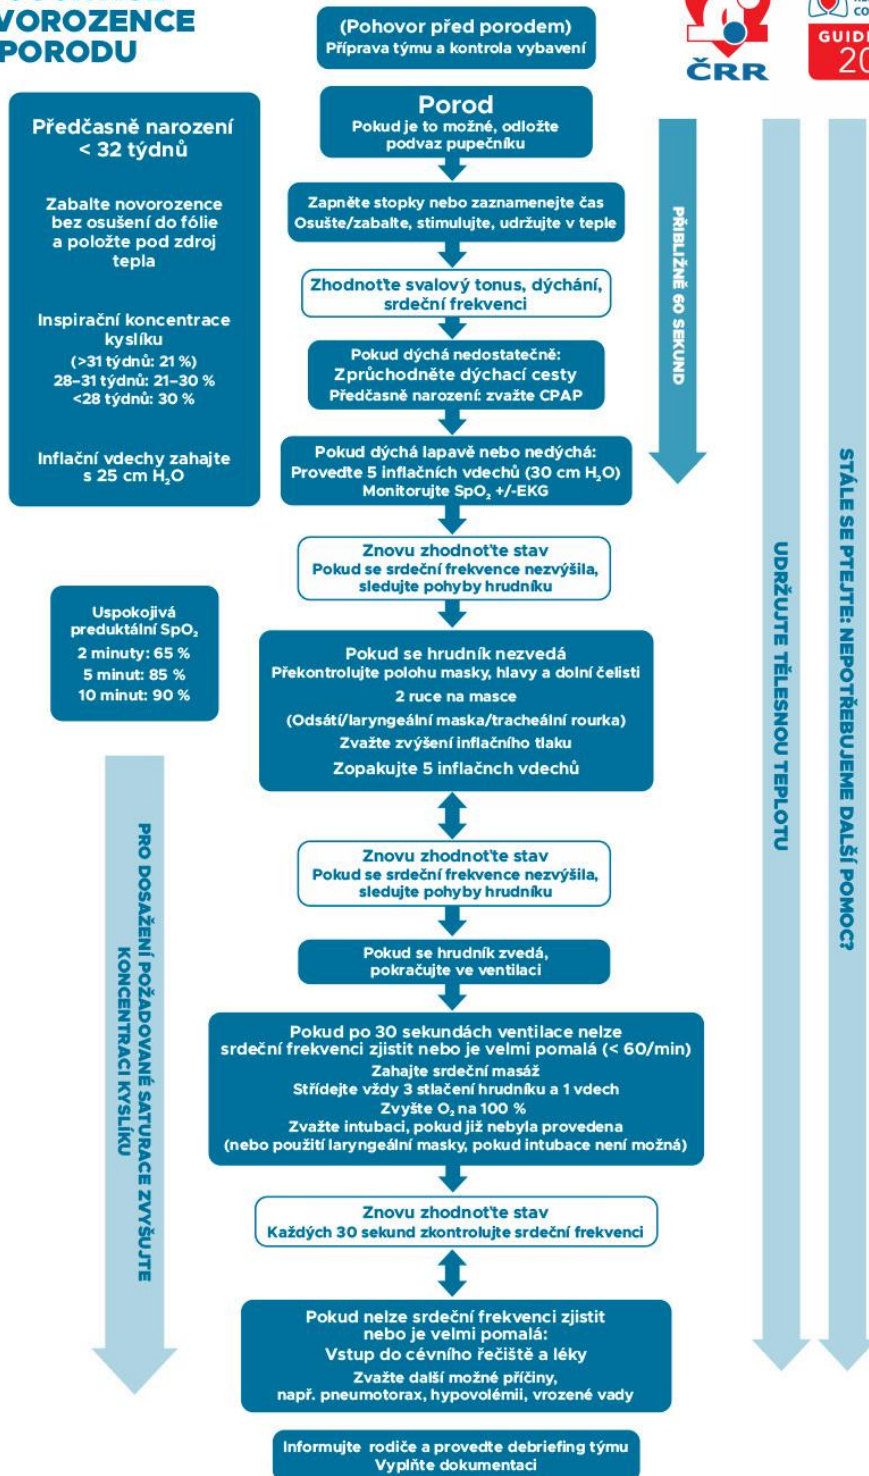 PORODU
ČRR
(Pohovor před porodem)
Příprava týmu a kontrola vybavení
Porod
Pokud je to možné, odložte
podvaz pupečníku
Zapněte stopky nebo zaznamenejte čas
Osušte/zabalte, stimulujte, udržujte v teple
Zhodnoťte svalový tonus, dýchání,
srdeční frekvenci
Pokud dýchá nedostatečně:
Zprůchodněte dýchací cesty
Předčasně narození: zvažte CPAP
Pokud dýchá lapavě nebo nedýchá:
Proveďte 5 inflačních vdechů (30 cm H₂O)
Monitorujte SpO₂ +/-EKG
Znovu zhodnoťte stav
Pokud se srdeční frekvence nezvýšila,
sledujte pohyby hrudníku
Pokud se hrudník nezvedá
Překontrolujte polohu masky, hlavy a dolní čelisti
2 ruce na masce
(Odsátí/laryngeální maska/tracheální rourka)
Zvažte zvýšení inflačního tlaku
Zopakujte 5 inflačnch vdechů
Znovu zhodnoťte stav
Pokud se srdeční frekvence nezvýšila,
sledujte pohyby hrudníku
Pokud se hrudník zvedá,
pokračujte ve ventilaci
Pokud po 30 sekundách ventilace nelze
srdeční frekvenci zjistit nebo je velmi pomalá (< 60/min)
Zahajte srdeční masáž
Střídejte vždy 3 stlačení hrudníku a 1 vdech
Zvyšte O₂ na 100 %
Zvažte intubaci, pokud již nebyla provedena
(nebo použití laryngeální masky, pokud intubace není možná)
Znovu zhodnoťte stav
Každých 30 sekund zkontrolujte srdeční frekvenci
Pokud nelze srdeční frekvenci zjistit
nebo je velmi pomalá:
Vstup do cévního řečiště a léky
Zvažte další možné příčiny,
např. pneumotorax, hypovolémii, vrozené vady
Informujte rodiče a proveďte debriefing týmu
Vyplňte dokumentaci
Předčasně narození
< 32 týdnů
Zabalte novorozence
bez osušení do fólie
a položte pod zdroj
tepla
Inspirační koncentrace
kyslíku
(>31 týdnů: 21 %)
28–31 týdnů: 21–30 %
<28 týdnů: 30 %
Inflační vdechy zahajte
s 25 cm H₂O
Uspokojivá
preduktální SpO₂
2 minuty: 65 %
5 minut: 85 %
10 minut: 90 %
PRO DOSAŽENÍ POŽADOVANÉ SATURACE ZVYŠUJTE
KONCENTRACI KYSLÍKU
PŘIBLIŽNĚ 60 SEKUND
UDRŽUJTE TĚLESNOU TEPLOTU
STÁLE SE PTEJTE: NEPOTŘEBUJEME DALŠÍ POMOC?